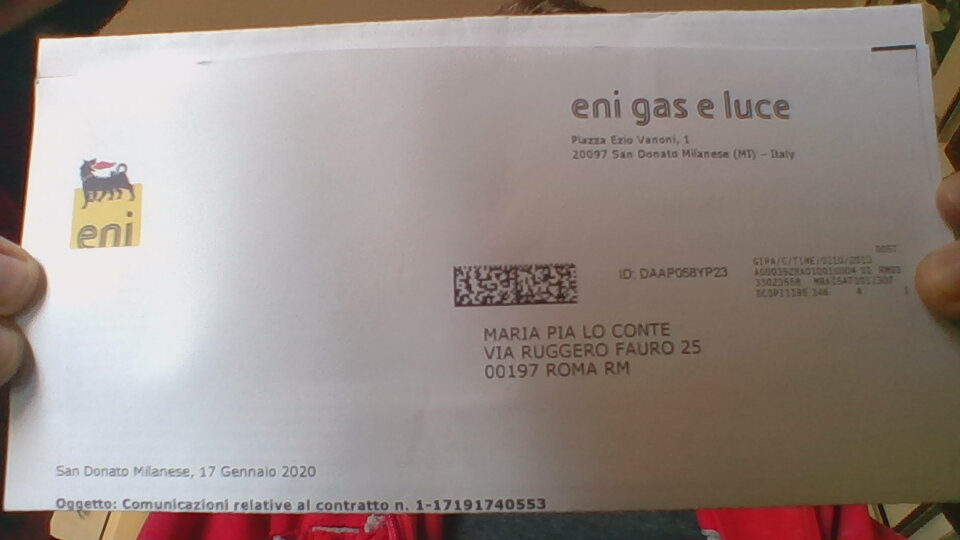 eni gas e luce
Piazza Ezio Vanoni, 1
20097 San Donato Milanese (MI) - Italy
eni
ID: DAAP058YP23
MARIA PIA LO CONTE
VIA RUGGERO FAURO 25
00197 ROMA RM
San Donato Milanese, 17 Gennaio 2020
Oggetto: Comunicazioni relative al contratto n. 1-17191740553